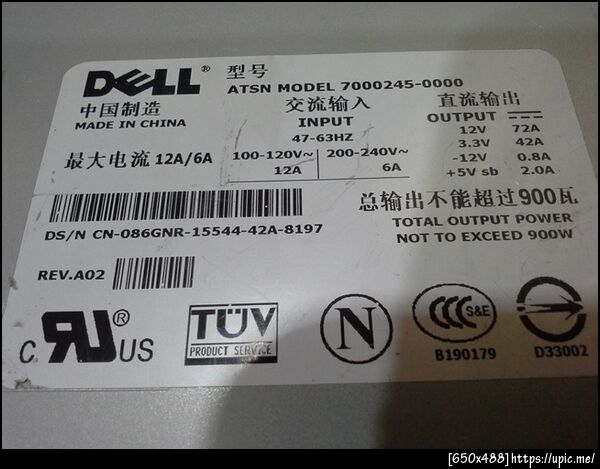 DELL® 型号
ATSN MODEL 7000245-0000
中国制造
MADE IN CHINA
交流输入 直流输出
INPUT OUTPUT
47-63HZ
最大电流 12A/6A
100-120V~ 200-240V~
12A 6A
12V 72A
3.3V 42A
-12V 0.8A
+5V sb 2.0A
总输出不能超过900瓦
TOTAL OUTPUT POWER
NOT TO EXCEED 900W
DS/N CN-086GNR-15544-42A-8197
REV.A02
C RU® US
TÜV
PRODUCT SERVICE
N
CCC S&E
B190179
D33002
[650x488]https://upic.me/